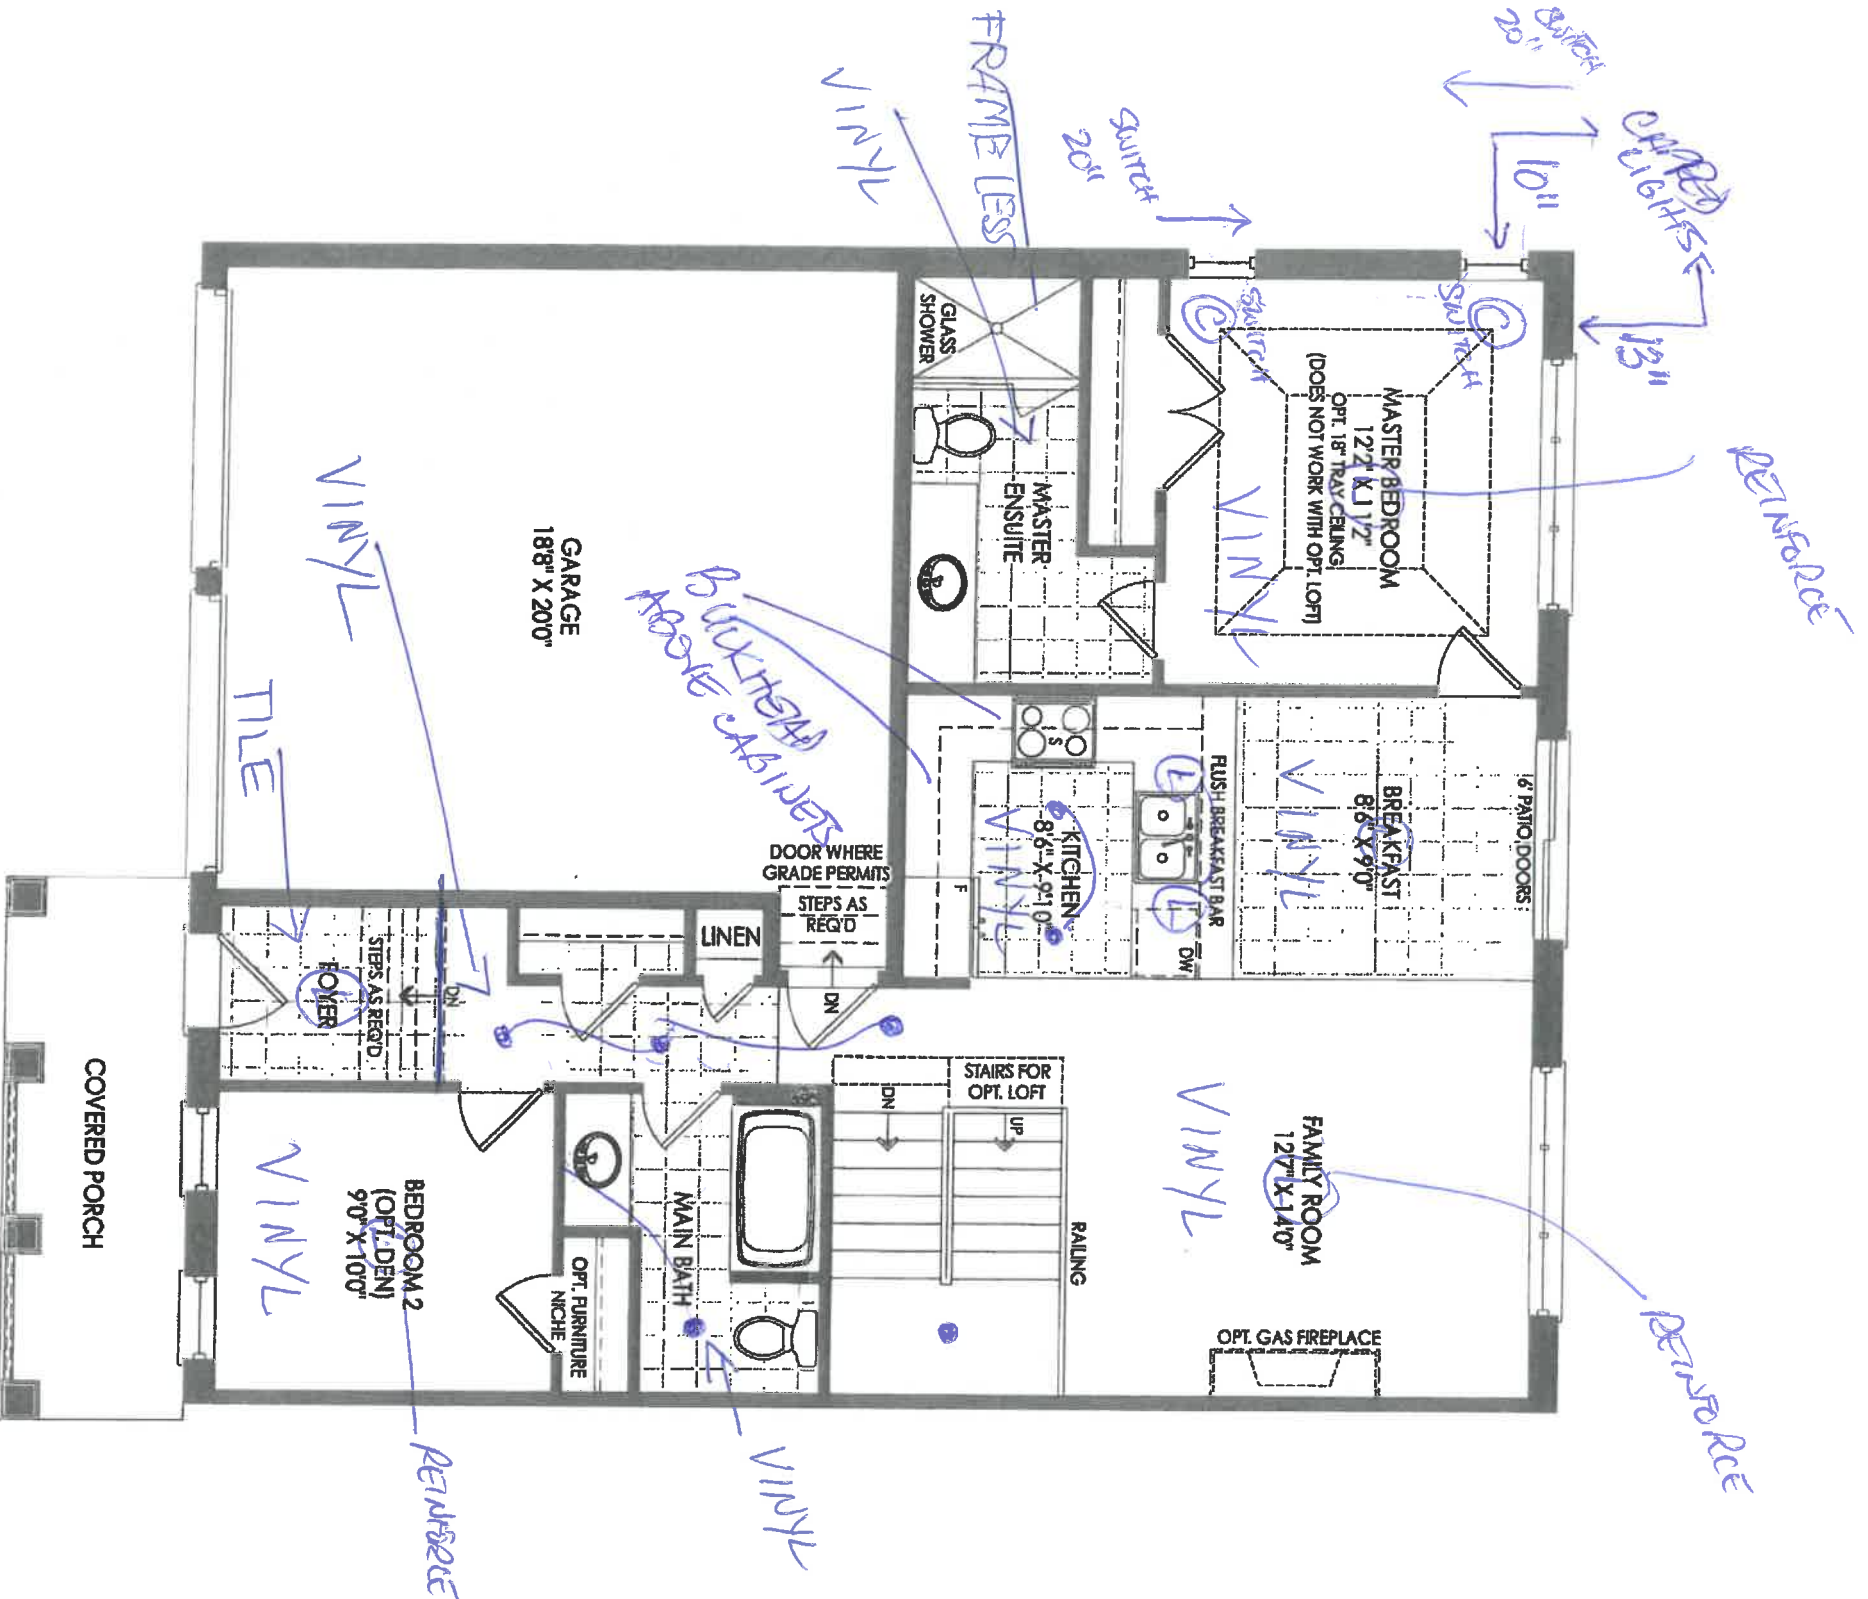 SWITCH
20"
CAPPED
LIGHTS
10"
13"
SWITCH
20"
FRAMELESS
VINYL
REINFORCE
C
SWITCH
C
SWITCH
GLASS
SHOWER
MASTER BEDROOM
12'2" X 11'2"
OPT. 18" TRAY CEILING
(DOES NOT WORK WITH OPT. LOFT)
L
VINYL
MASTER
ENSUITE
VINYL
GARAGE
18'8" X 20'0"
BULKHEAD
ABOVE CABINETS
TILE
S
FLUSH BREAKFAST BAR
L
L
BREAKFAST
8'6" X 9'0"
VINYL
6' PATIO DOORS
KITCHEN
8'6" X 9'10"
VINYL
F
DW
DOOR WHERE
GRADE PERMITS
STEPS AS
REQ'D
LINEN
DN
STEPS AS REQ'D
DN
FOYER
L
STAIRS FOR
OPT. LOFT
DN
UP
RAILING
FAMILY ROOM
12'7" X 14'0"
L
VINYL
REINFORCE
OPT. GAS FIREPLACE
COVERED PORCH
BEDROOM 2
(OPT. DEN)
9'0" X 10'0"
VINYL
REINFORCE
OPT. FURNITURE
NICHE
MAIN BATH
VINYL